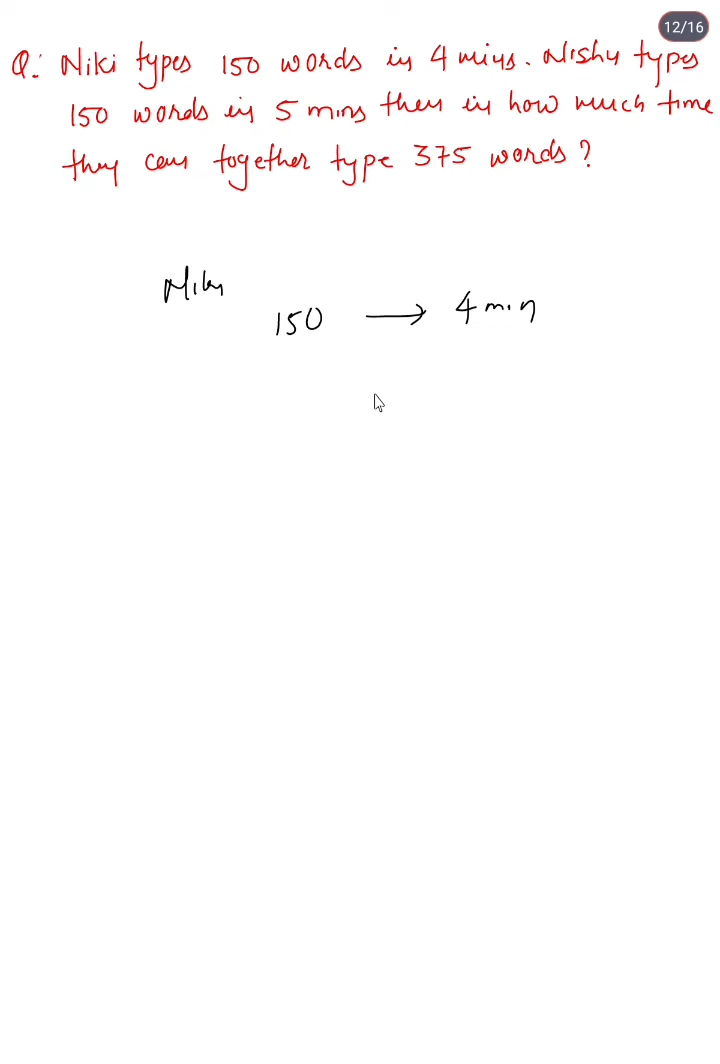 12/16
Q: Niki types 150 words in 4 mins. Nishu types
150 words in 5 mins then in how much time
they can together type 375 words?
Niki
150 → 4 min